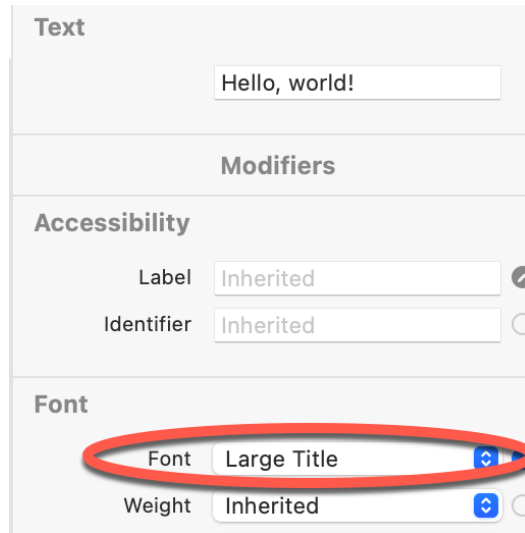 Text
Hello, world!
Modifiers
Accessibility
Label Inherited
Identifier Inherited
Font
Font Large Title
Weight Inherited